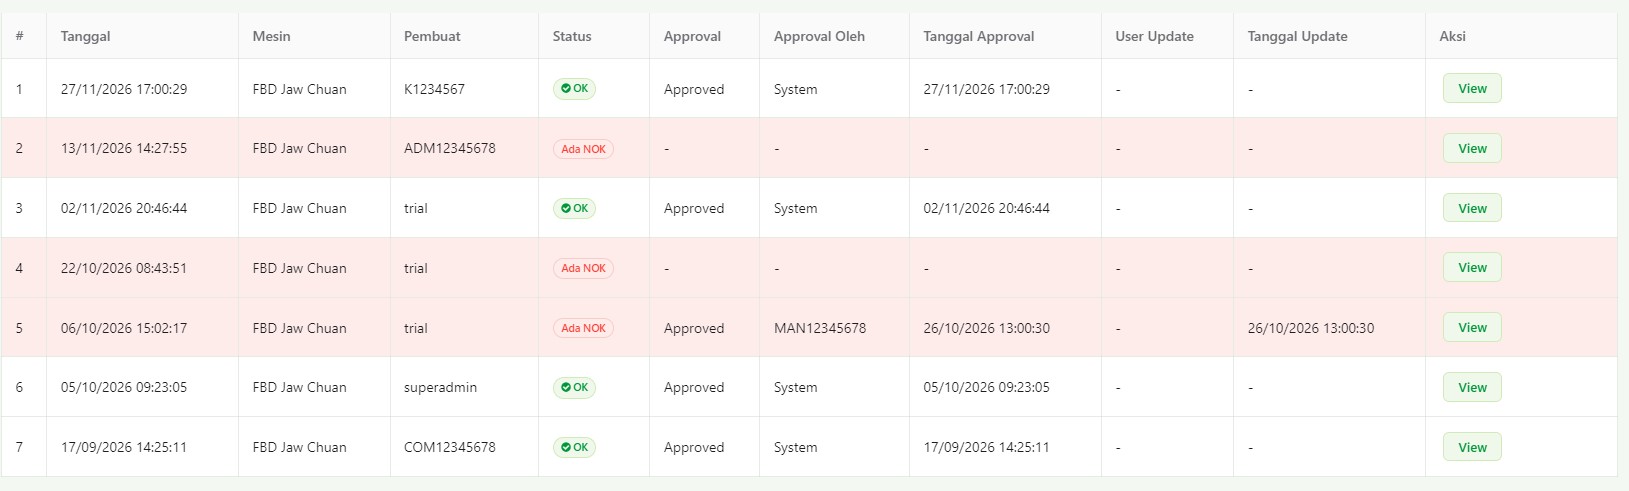 # Tanggal Mesin Pembuat Status Approval Approval Oleh Tanggal Approval User Update Tanggal Update Aksi
1 27/11/2026 17:00:29 FBD Jaw Chuan K1234567 OK Approved System 27/11/2026 17:00:29 - - View
2 13/11/2026 14:27:55 FBD Jaw Chuan ADM12345678 Ada NOK - - - - - View
3 02/11/2026 20:46:44 FBD Jaw Chuan trial OK Approved System 02/11/2026 20:46:44 - - View
4 22/10/2026 08:43:51 FBD Jaw Chuan trial Ada NOK - - - - - View
5 06/10/2026 15:02:17 FBD Jaw Chuan trial Ada NOK Approved MAN12345678 26/10/2026 13:00:30 - 26/10/2026 13:00:30 View
6 05/10/2026 09:23:05 FBD Jaw Chuan superadmin OK Approved System 05/10/2026 09:23:05 - - View
7 17/09/2026 14:25:11 FBD Jaw Chuan COM12345678 OK Approved System 17/09/2026 14:25:11 - - View